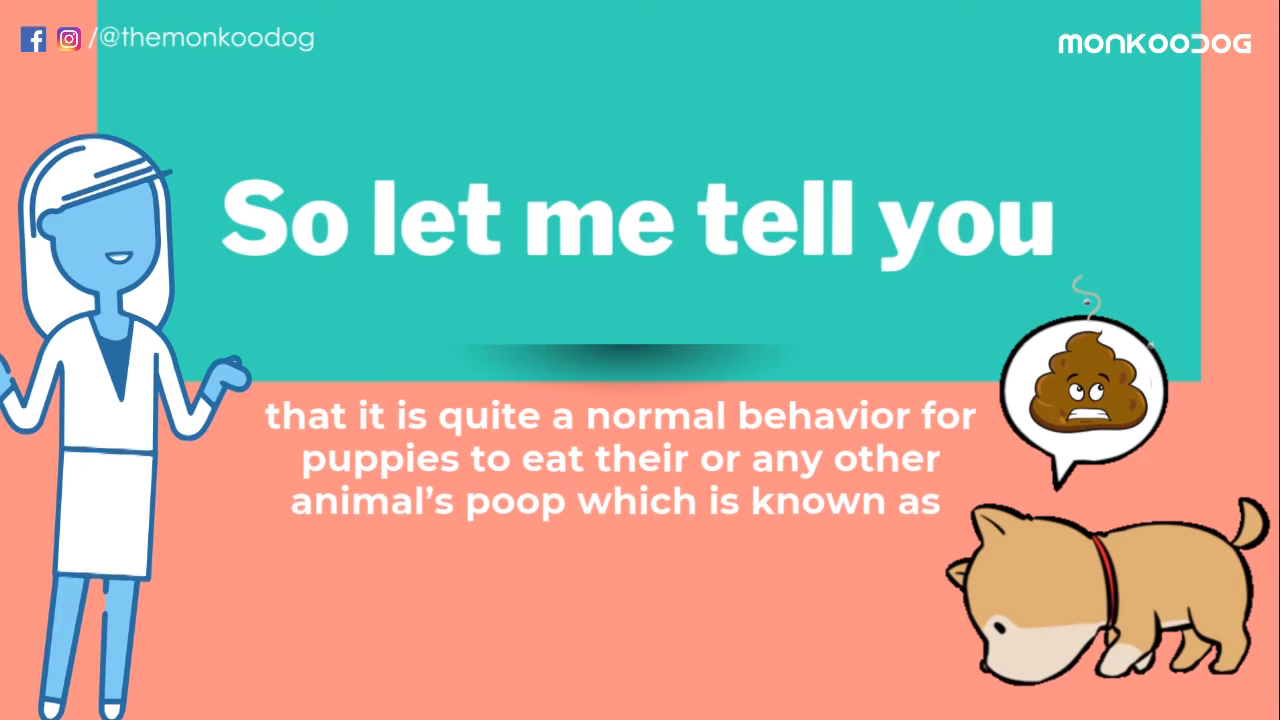 /@themonkoodog
MONKOODOG
So let me tell you
that it is quite a normal behavior for
puppies to eat their or any other
animal's poop which is known as